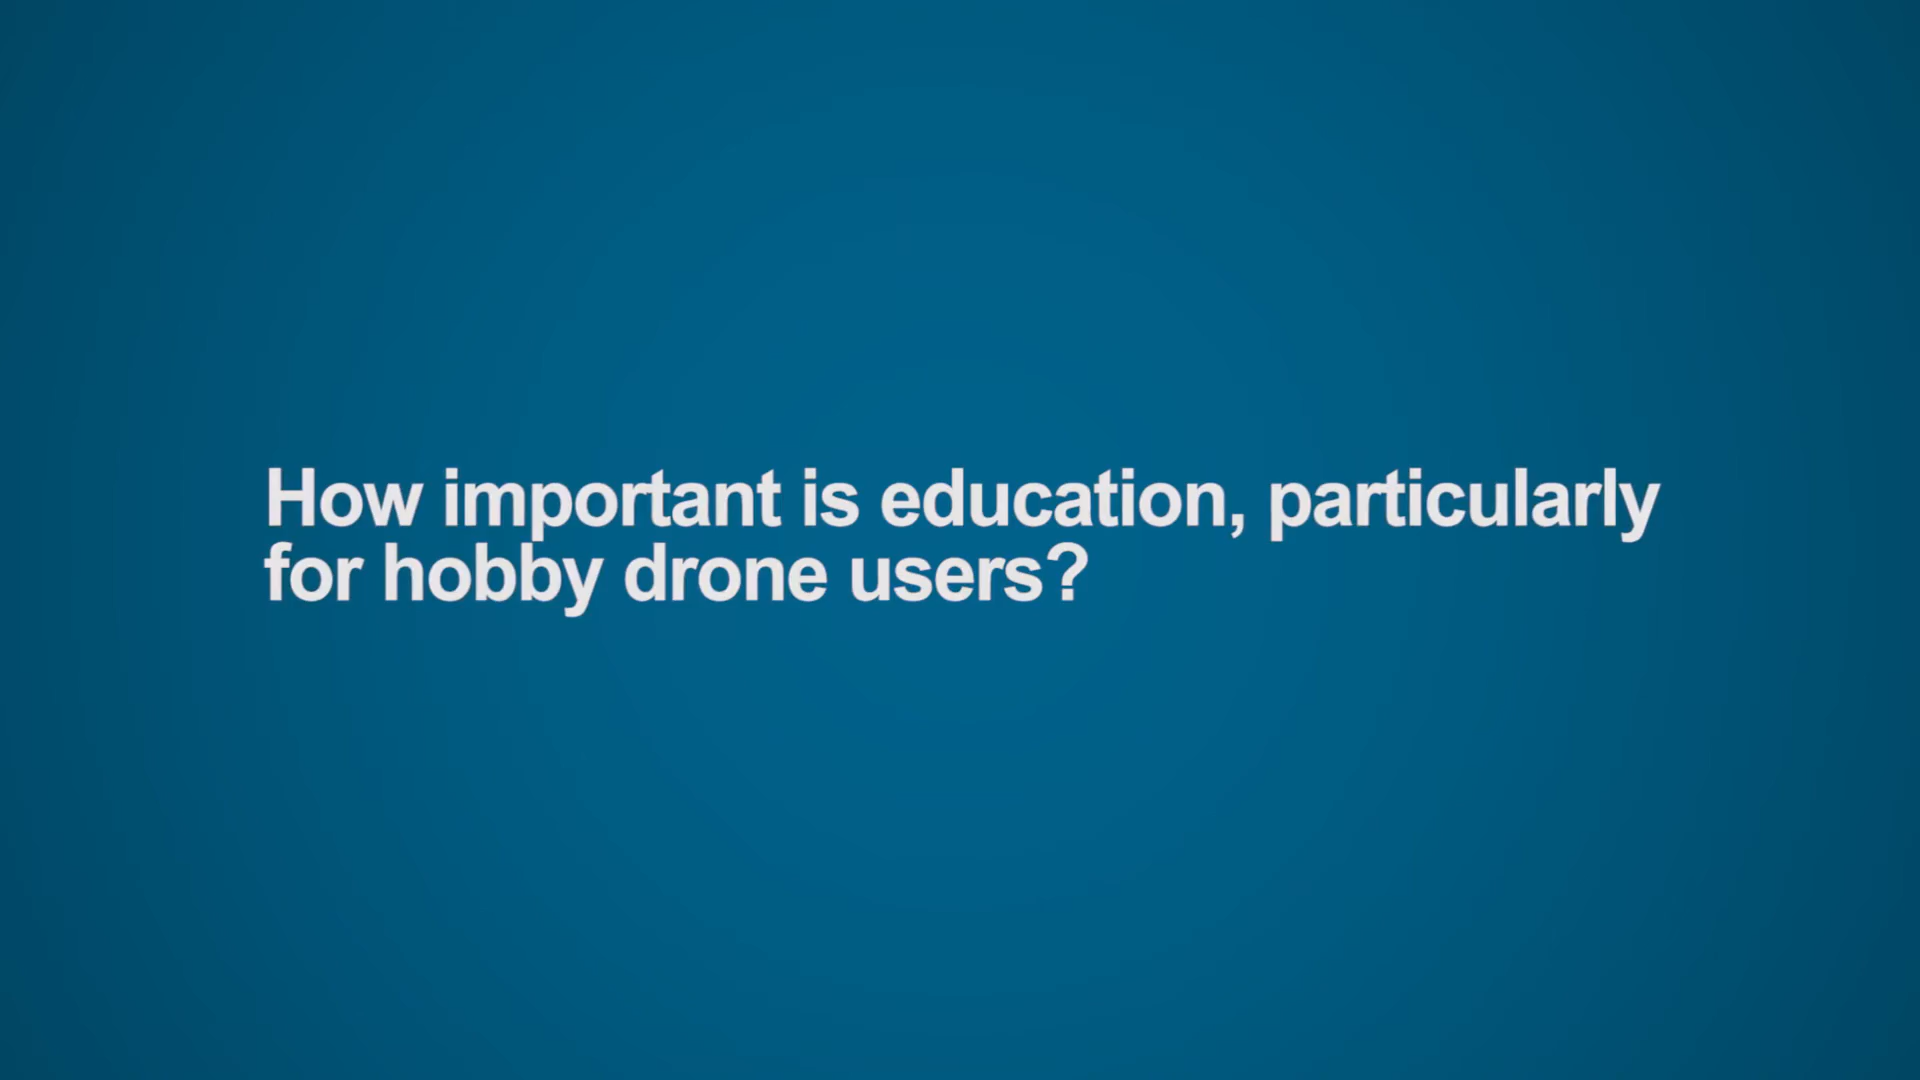 How important is education, particularly
for hobby drone users?